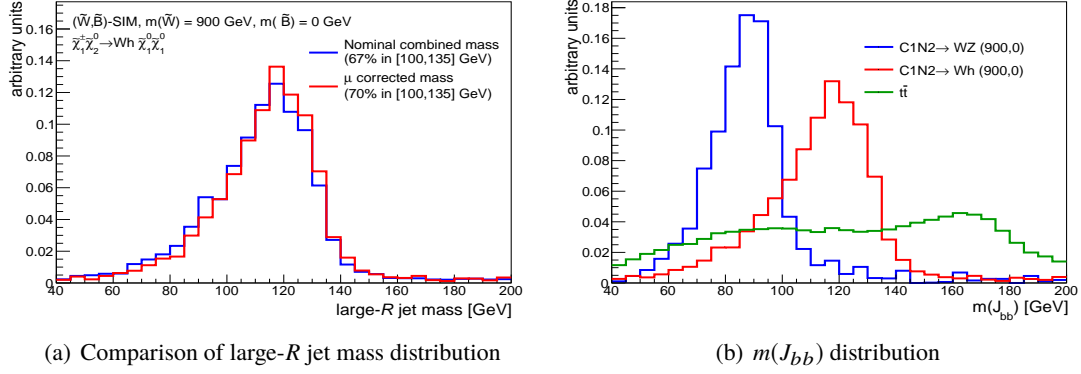 arbitrary units
0.16
0.14
0.12
0.1
0.08
0.06
0.04
0.02
0
(W̃,B̃)-SIM, m(W̃) = 900 GeV, m( B̃) = 0 GeV
χ̃₁±χ̃₂⁰→Wh χ̃₁⁰χ̃₁⁰
Nominal combined mass
(67% in [100,135] GeV)
μ corrected mass
(70% in [100,135] GeV)
40 60 80 100 120 140 160 180 200
large-R jet mass [GeV]
(a) Comparison of large-R jet mass distribution
arbitrary units
0.18
0.16
0.14
0.12
0.1
0.08
0.06
0.04
0.02
0
C1N2→ WZ (900,0)
C1N2→ Wh (900,0)
tt̄
40 60 80 100 120 140 160 180 200
m(J_bb) [GeV]
(b) m(J_bb) distribution